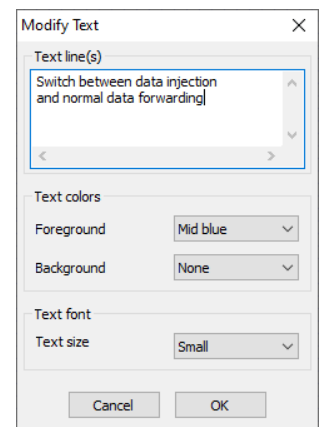 Modify Text
Text line(s)
Switch between data injection
and normal data forwarding
Text colors
Foreground Mid blue
Background None
Text font
Text size Small
Cancel OK